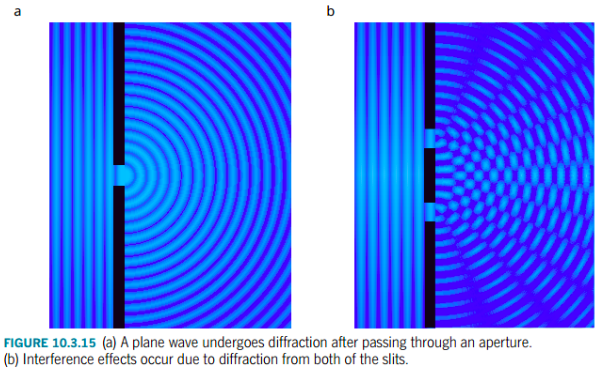 a
b
FIGURE 10.3.15 (a) A plane wave undergoes diffraction after passing through an aperture.
(b) Interference effects occur due to diffraction from both of the slits.